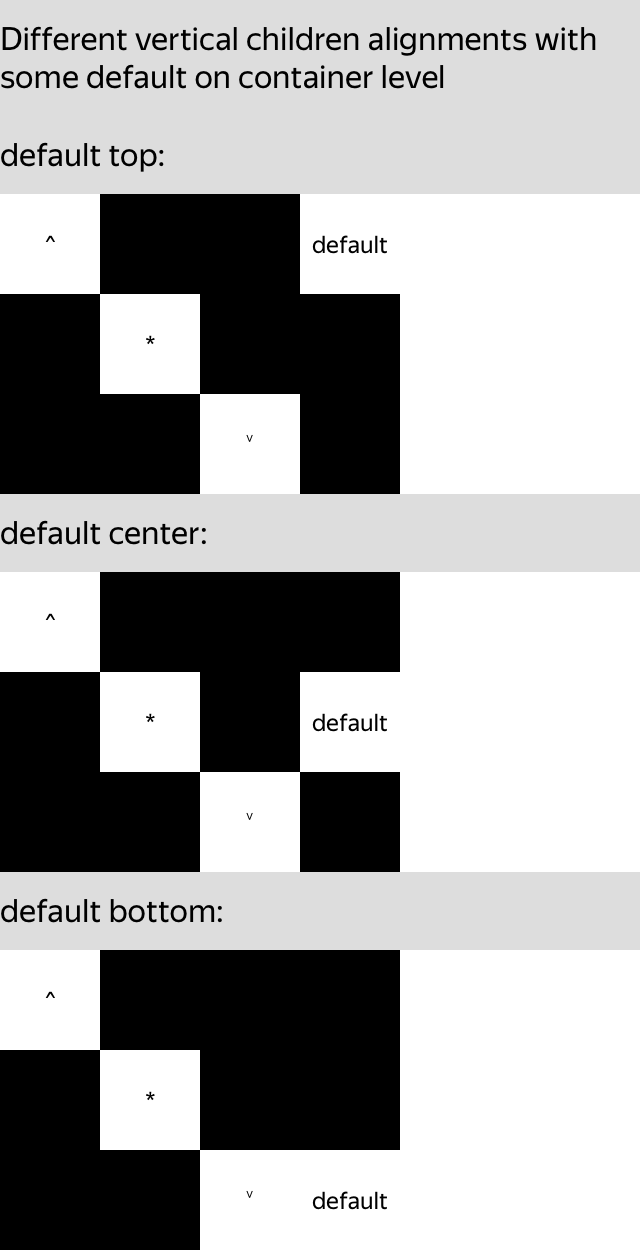 Different vertical children alignments with
some default on container level
default top:
^ default
*
v
default center:
^
* default
v
default bottom:
^
*
v default